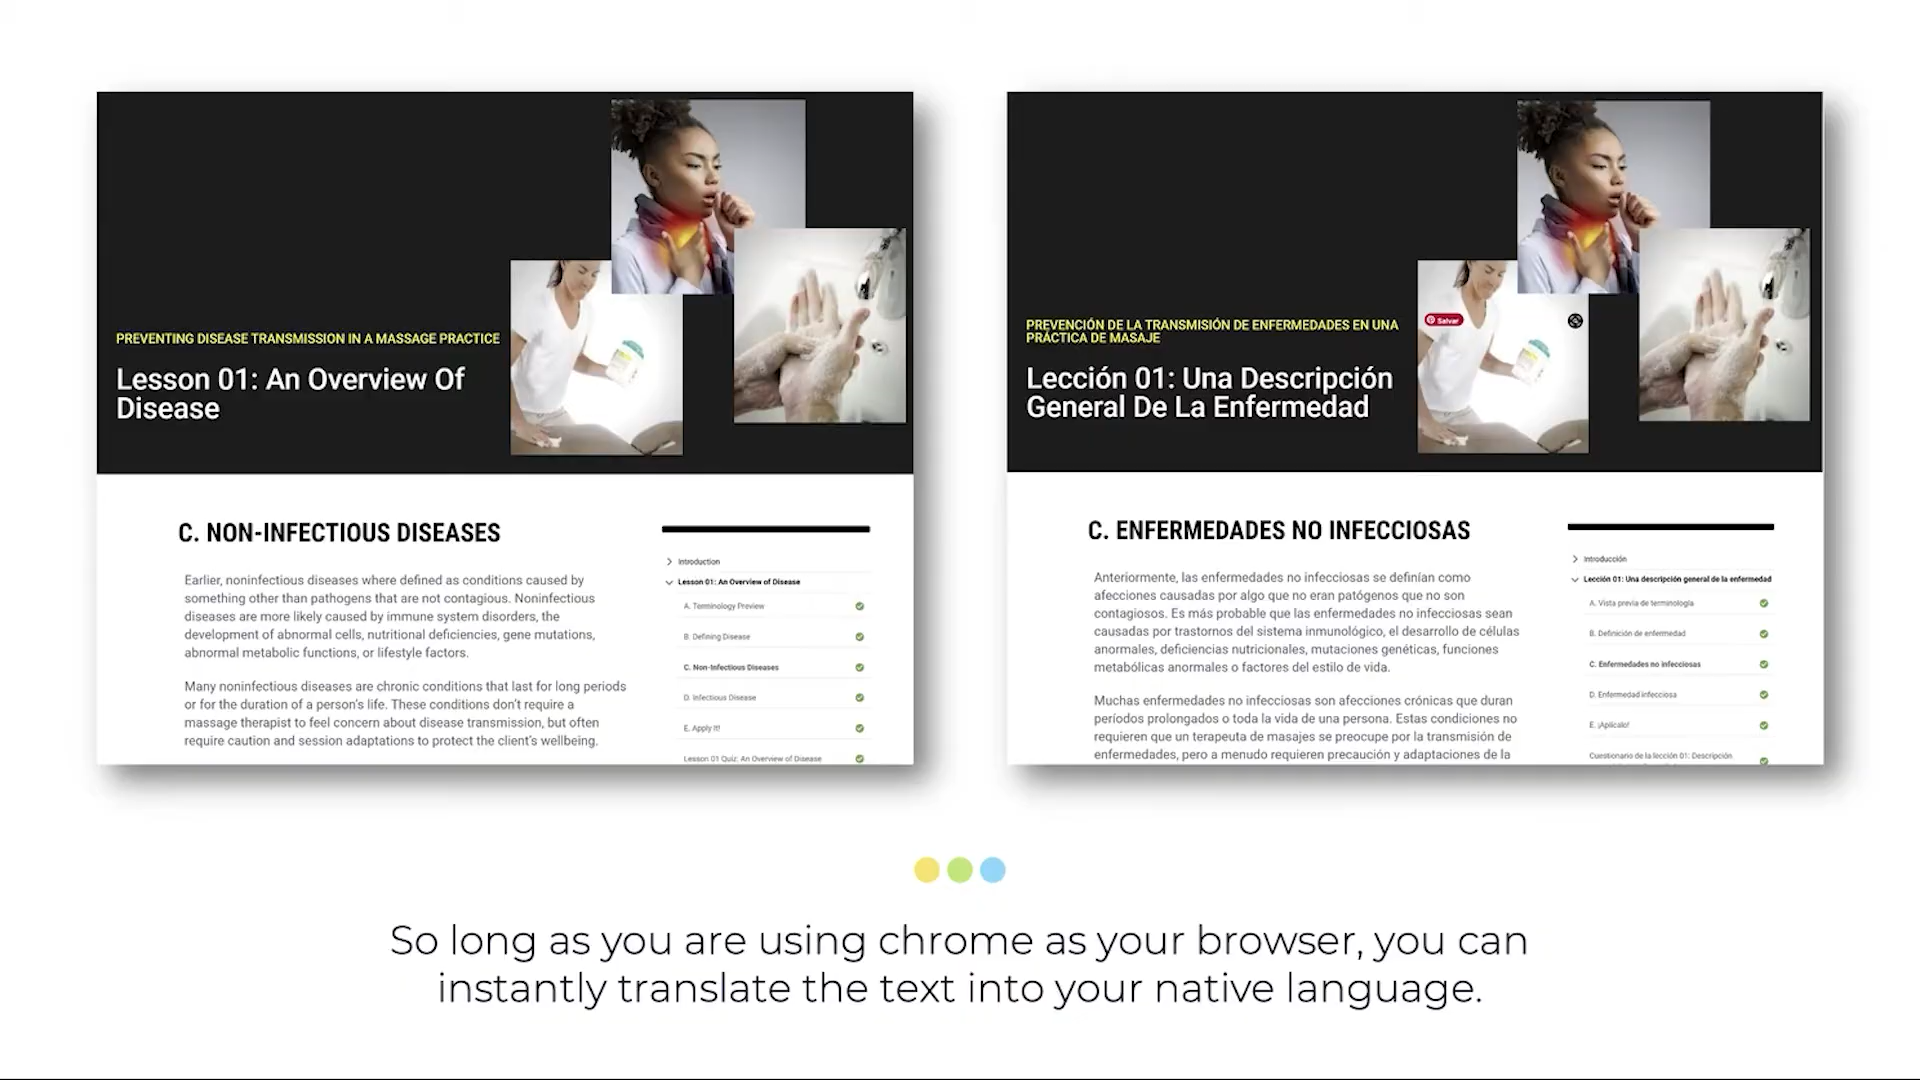 PREVENTING DISEASE TRANSMISSION IN A MASSAGE PRACTICE
Lesson 01: An Overview Of
Disease
C. NON-INFECTIOUS DISEASES
Earlier, noninfectious diseases where defined as conditions caused by
something other than pathogens that are not contagious. Noninfectious
diseases are more likely caused by immune system disorders, the
development of abnormal cells, nutritional deficiencies, gene mutations,
abnormal metabolic functions, or lifestyle factors.
Many noninfectious diseases are chronic conditions that last for long periods
or for the duration of a person's life. These conditions don't require a
massage therapist to feel concern about disease transmission, but often
require caution and session adaptations to protect the client's wellbeing.
Introduction
Lesson 01: An Overview of Disease
A. Terminology Preview
B. Defining Disease
C. Non-Infectious Diseases
D. Infectious Disease
E. Apply It!
Lesson 01 Quiz: An Overview of Disease
PREVENCIÓN DE LA TRANSMISIÓN DE ENFERMEDADES EN UNA
PRÁCTICA DE MASAJE
Lección 01: Una Descripción
General De La Enfermedad
Salvar
C. ENFERMEDADES NO INFECCIOSAS
Anteriormente, las enfermedades no infecciosas se definían como
afecciones causadas por algo que no eran patógenos que no son
contagiosos. Es más probable que las enfermedades no infecciosas sean
causadas por trastornos del sistema inmunológico, el desarrollo de células
anormales, deficiencias nutricionales, mutaciones genéticas, funciones
metabólicas anormales o factores del estilo de vida.
Muchas enfermedades no infecciosas son afecciones crónicas que duran
períodos prolongados o toda la vida de una persona. Estas condiciones no
requieren que un terapeuta de masajes se preocupe por la transmisión de
enfermedades, pero a menudo requieren precaución y adaptaciones de la
Introducción
Lección 01: Una descripción general de la enfermedad
A. Vista previa de terminología
B. Definición de enfermedad
C. Enfermedades no infecciosas
D. Enfermedad infecciosa
E. ¡Aplícalo!
Cuestionario de la lección 01: Descripción
So long as you are using chrome as your browser, you can
instantly translate the text into your native language.